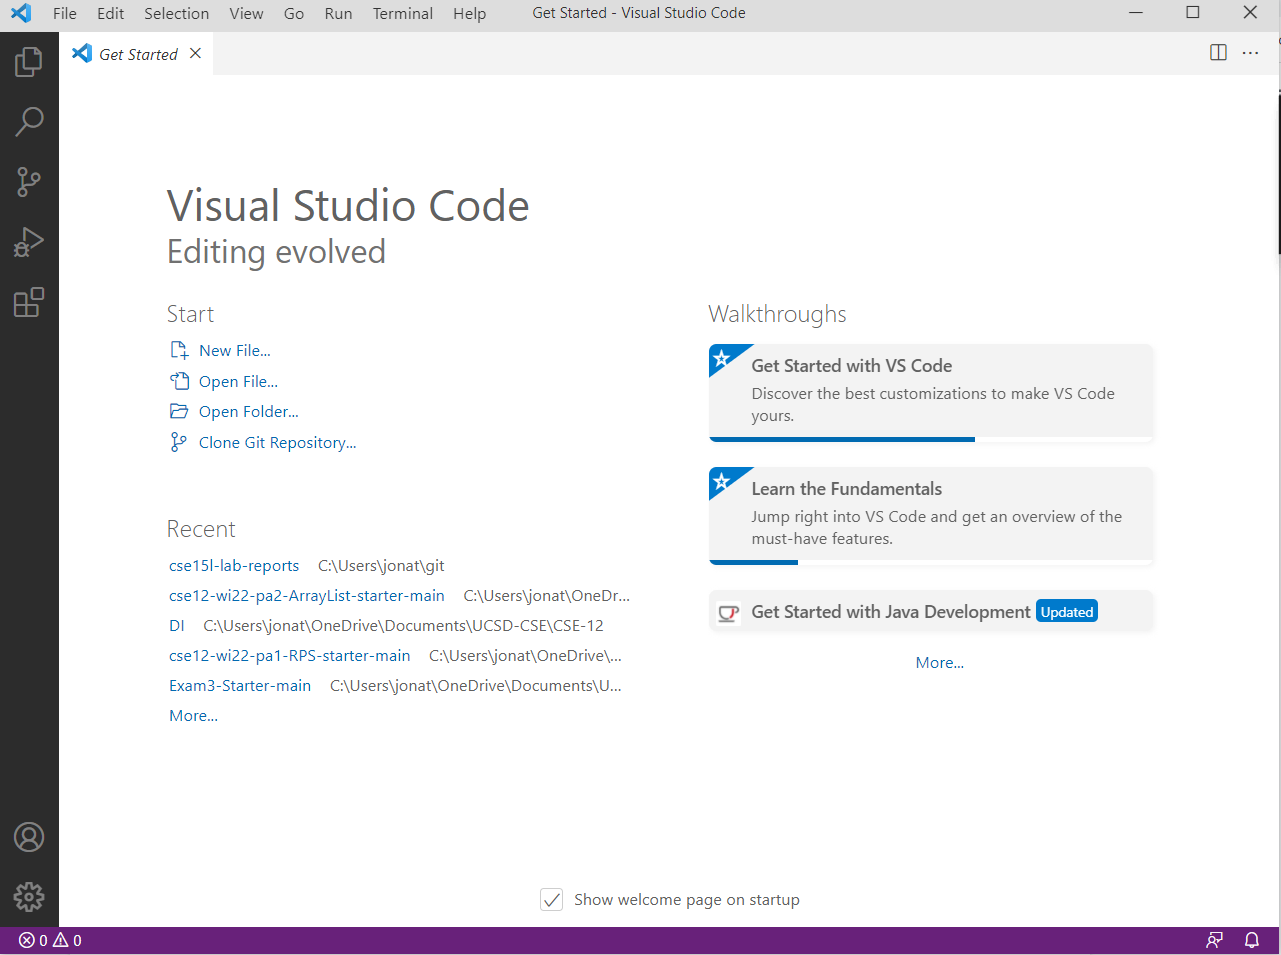 File Edit Selection View Go Run Terminal Help Get Started - Visual Studio Code
Get Started
Visual Studio Code
Editing evolved
Start
New File...
Open File...
Open Folder...
Clone Git Repository...
Recent
cse15l-lab-reports C:\Users\jonat\git
cse12-wi22-pa2-ArrayList-starter-main C:\Users\jonat\OneDr...
DI C:\Users\jonat\OneDrive\Documents\UCSD-CSE\CSE-12
cse12-wi22-pa1-RPS-starter-main C:\Users\jonat\OneDrive\...
Exam3-Starter-main C:\Users\jonat\OneDrive\Documents\U...
More...
Walkthroughs
Get Started with VS Code
Discover the best customizations to make VS Code
yours.
Learn the Fundamentals
Jump right into VS Code and get an overview of the
must-have features.
Get Started with Java Development Updated
More...
Show welcome page on startup
0 0